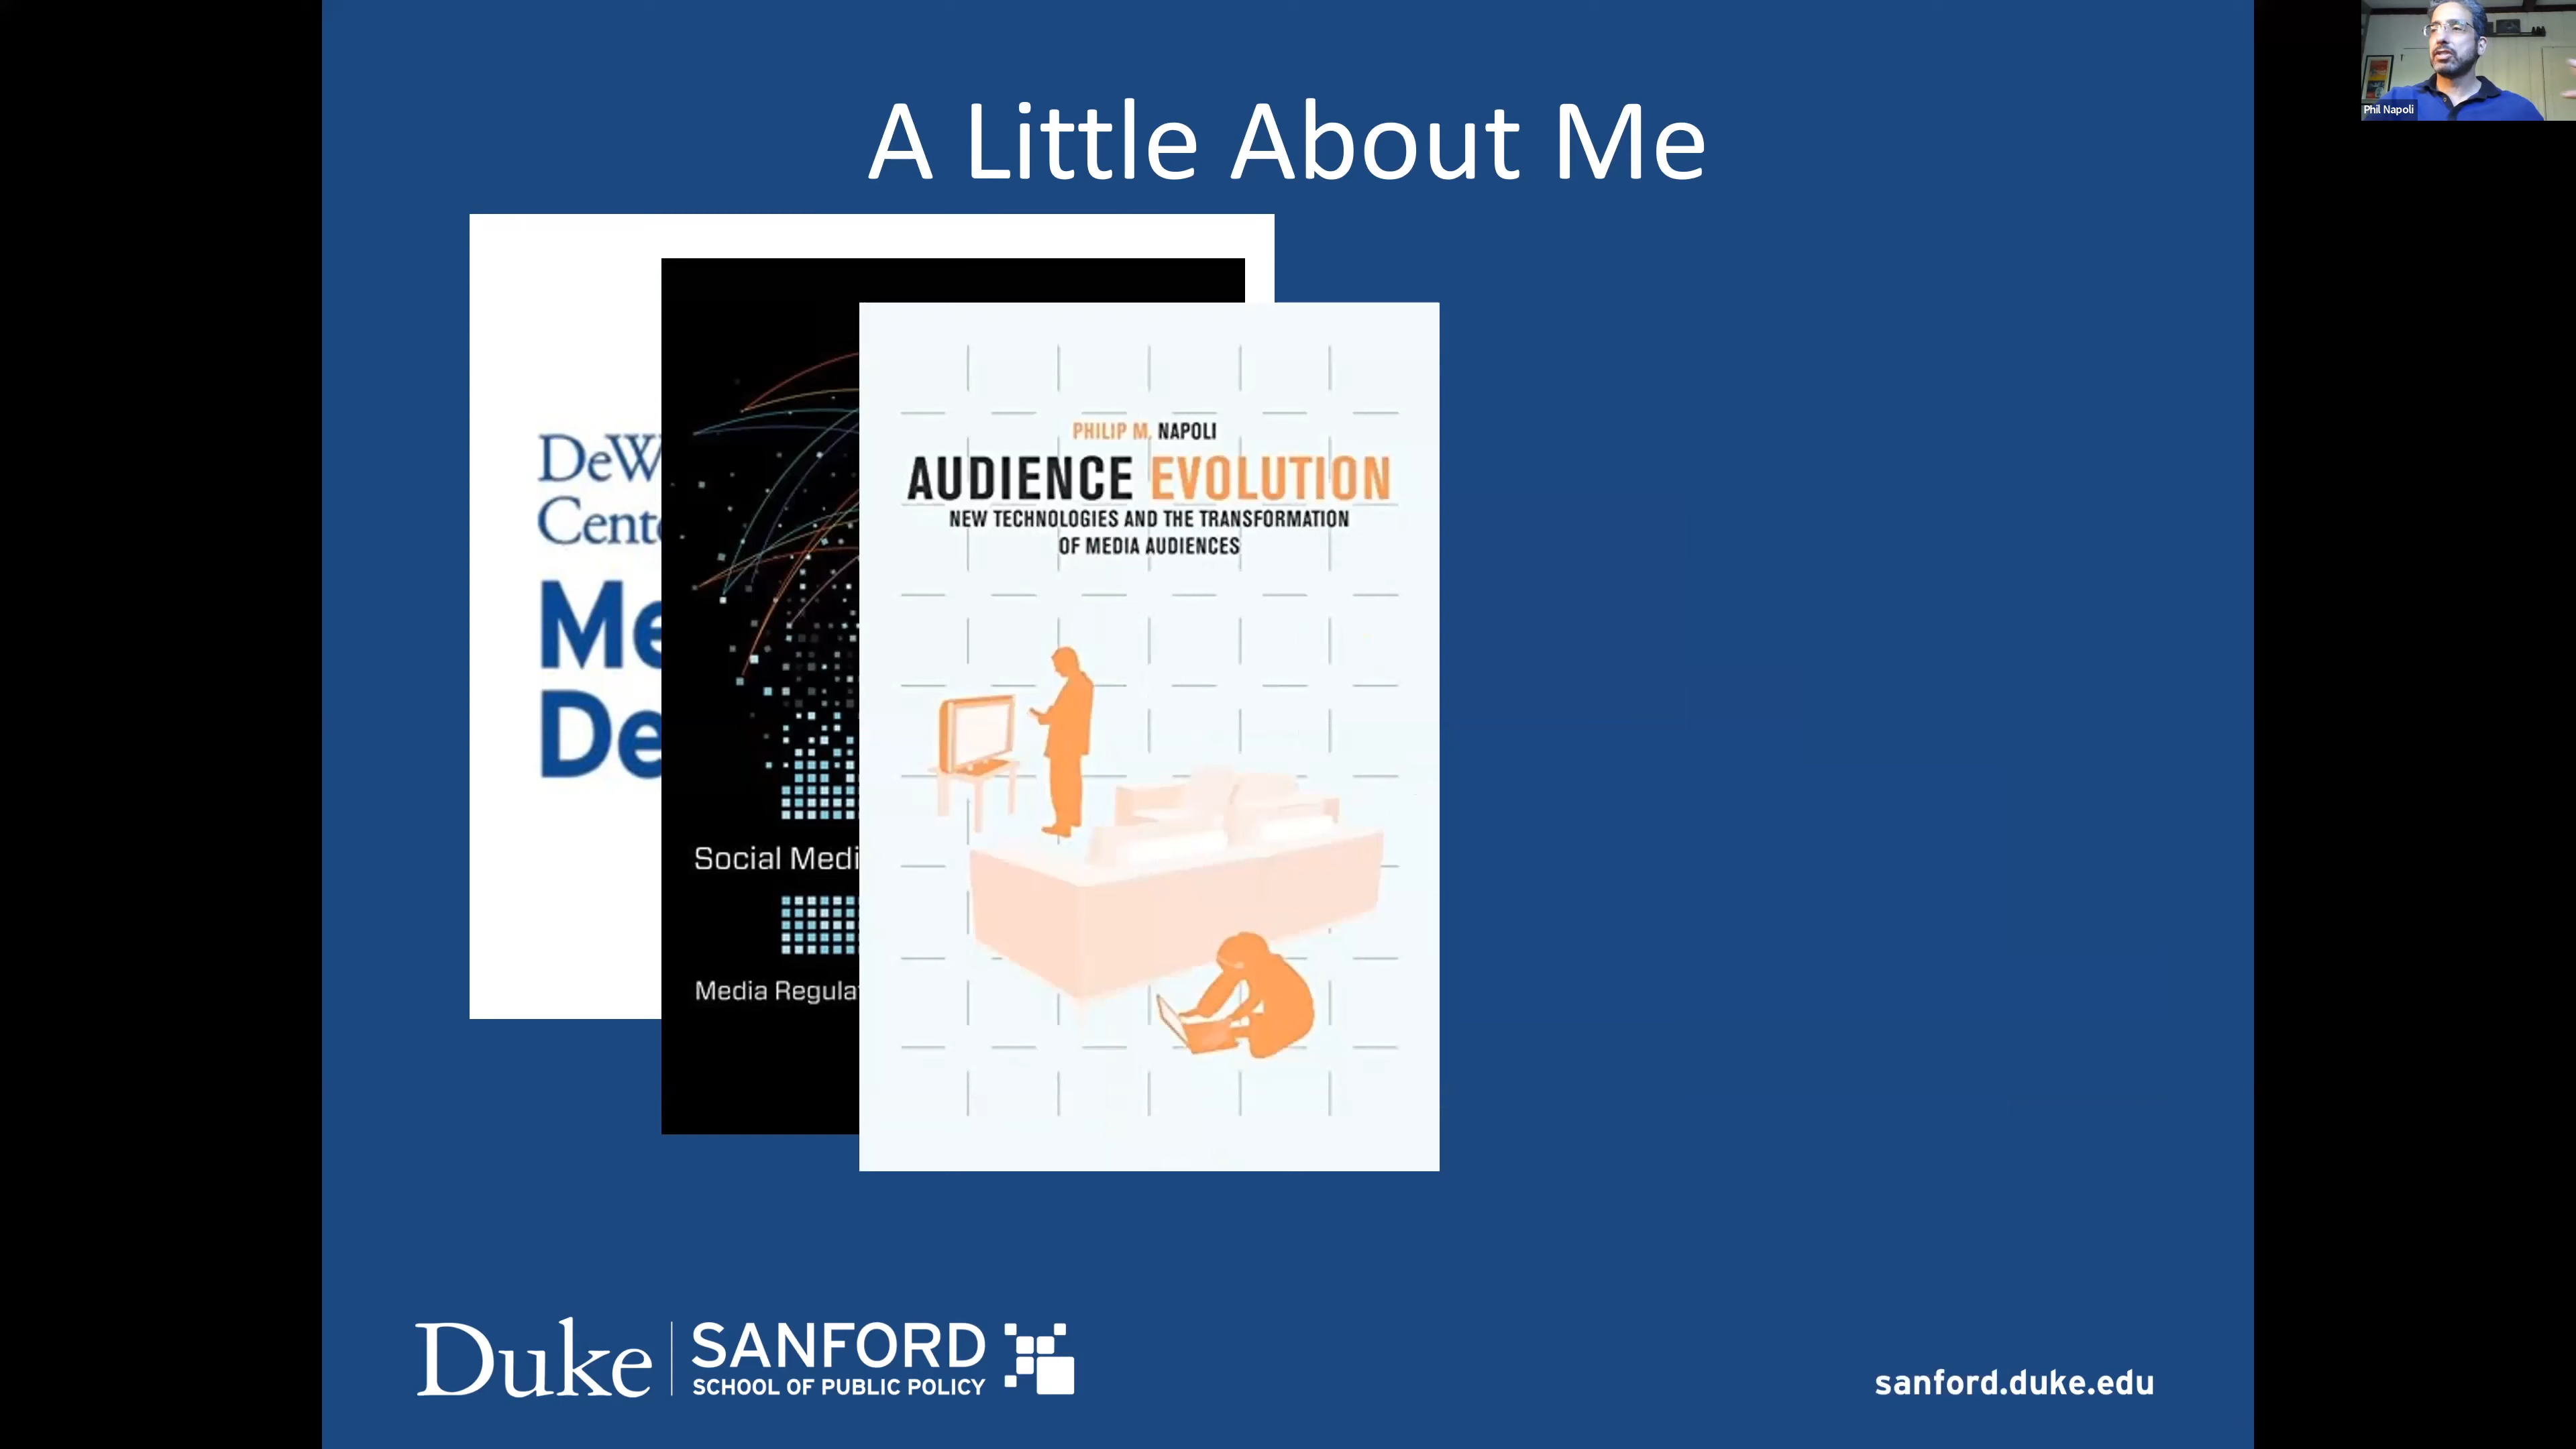 A Little About Me
Phil Napoli
DeW
Cente
Me
De
Social Medi
Media Regula
PHILIP M. NAPOLI
AUDIENCE EVOLUTION
NEW TECHNOLOGIES AND THE TRANSFORMATION
OF MEDIA AUDIENCES
Duke SANFORD
SCHOOL OF PUBLIC POLICY
sanford.duke.edu